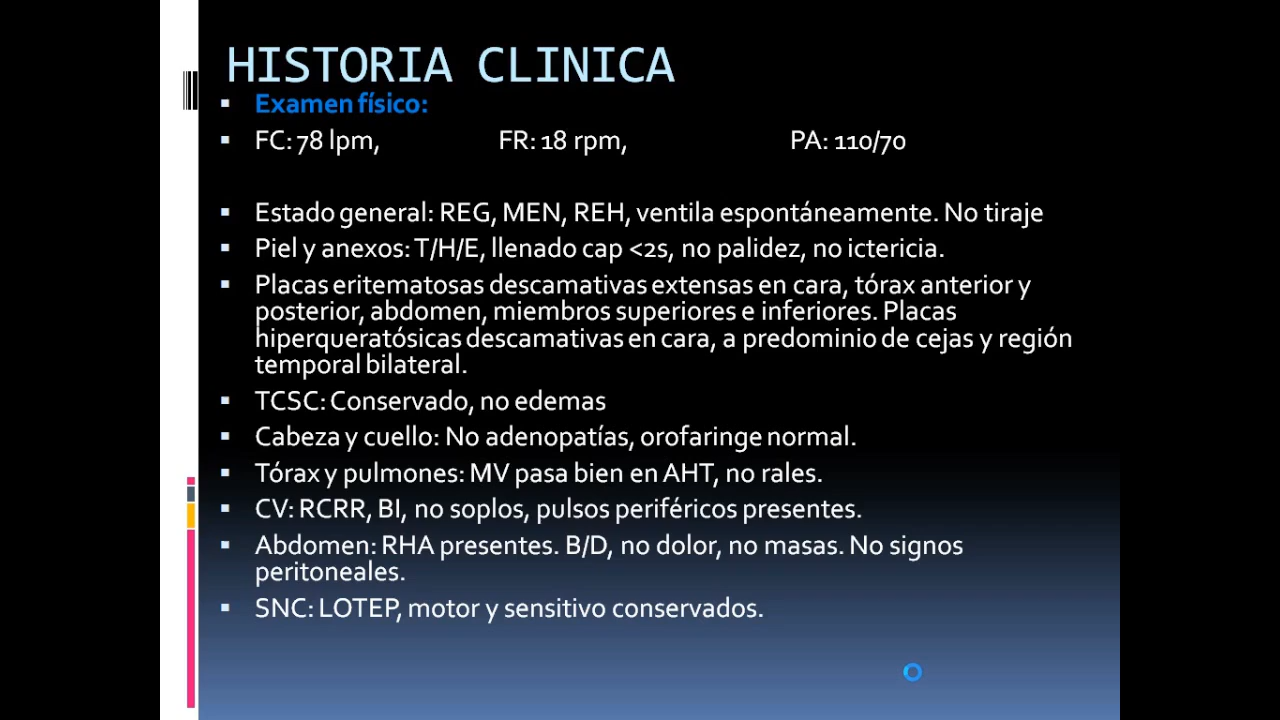 HISTORIA CLINICA
Examen físico:
FC: 78 lpm, FR: 18 rpm, PA: 110/70
Estado general: REG, MEN, REH, ventila espontáneamente. No tiraje
Piel y anexos: T/H/E, llenado cap <2s, no palidez, no ictericia.
Placas eritematosas descamativas extensas en cara, tórax anterior y
posterior, abdomen, miembros superiores e inferiores. Placas
hiperqueratósicas descamativas en cara, a predominio de cejas y región
temporal bilateral.
TCSC: Conservado, no edemas
Cabeza y cuello: No adenopatías, orofaringe normal.
Tórax y pulmones: MV pasa bien en AHT, no rales.
CV: RCRR, BI, no soplos, pulsos periféricos presentes.
Abdomen: RHA presentes. B/D, no dolor, no masas. No signos
peritoneales.
SNC: LOTEP, motor y sensitivo conservados.